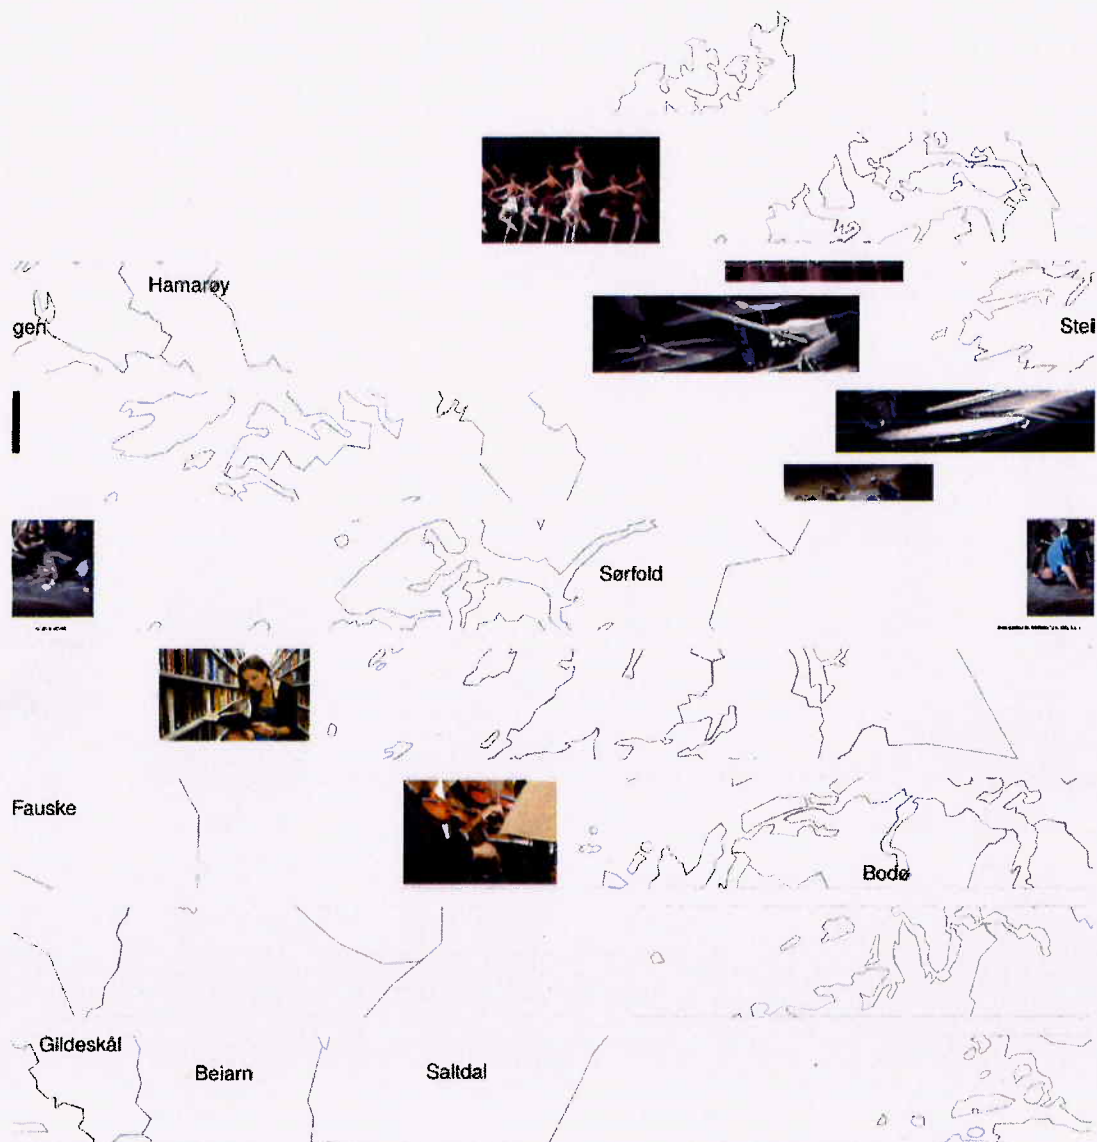 Hamarøy
gen
Stei
Sørfold
Fauske
Bodø
Gildeskål
Beiarn
Saltdal